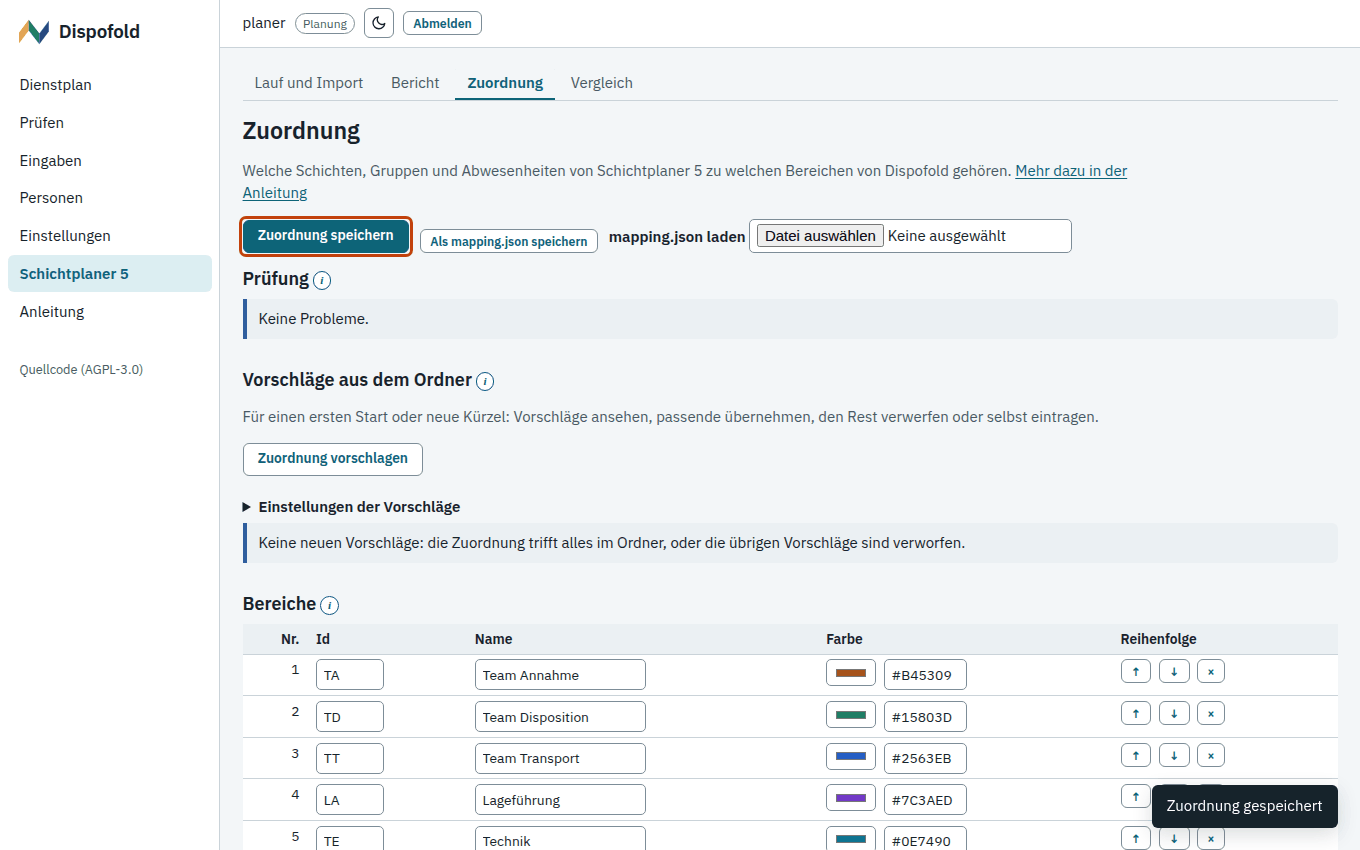 Dispofold
Dienstplan
Prüfen
Eingaben
Personen
Einstellungen
Schichtplaner 5
Anleitung
Quellcode (AGPL-3.0)
planer Planung Abmelden
Lauf und Import Bericht Zuordnung Vergleich
Zuordnung
Welche Schichten, Gruppen und Abwesenheiten von Schichtplaner 5 zu welchen Bereichen von Dispofold gehören. Mehr dazu in der
Anleitung
Zuordnung speichern Als mapping.json speichern mapping.json laden Datei auswählen Keine ausgewählt
Prüfung i
Keine Probleme.
Vorschläge aus dem Ordner i
Für einen ersten Start oder neue Kürzel: Vorschläge ansehen, passende übernehmen, den Rest verwerfen oder selbst eintragen.
Zuordnung vorschlagen
▶ Einstellungen der Vorschläge
Keine neuen Vorschläge: die Zuordnung trifft alles im Ordner, oder die übrigen Vorschläge sind verworfen.
Bereiche i
Nr. Id Name Farbe Reihenfolge
1 TA Team Annahme #B45309 ↑ ↓ ×
2 TD Team Disposition #15803D ↑ ↓ ×
3 TT Team Transport #2563EB ↑ ↓ ×
4 LA Lageführung #7C3AED ↑
5 TE Technik #0E7490 ↑ ↓ ×
Zuordnung gespeichert